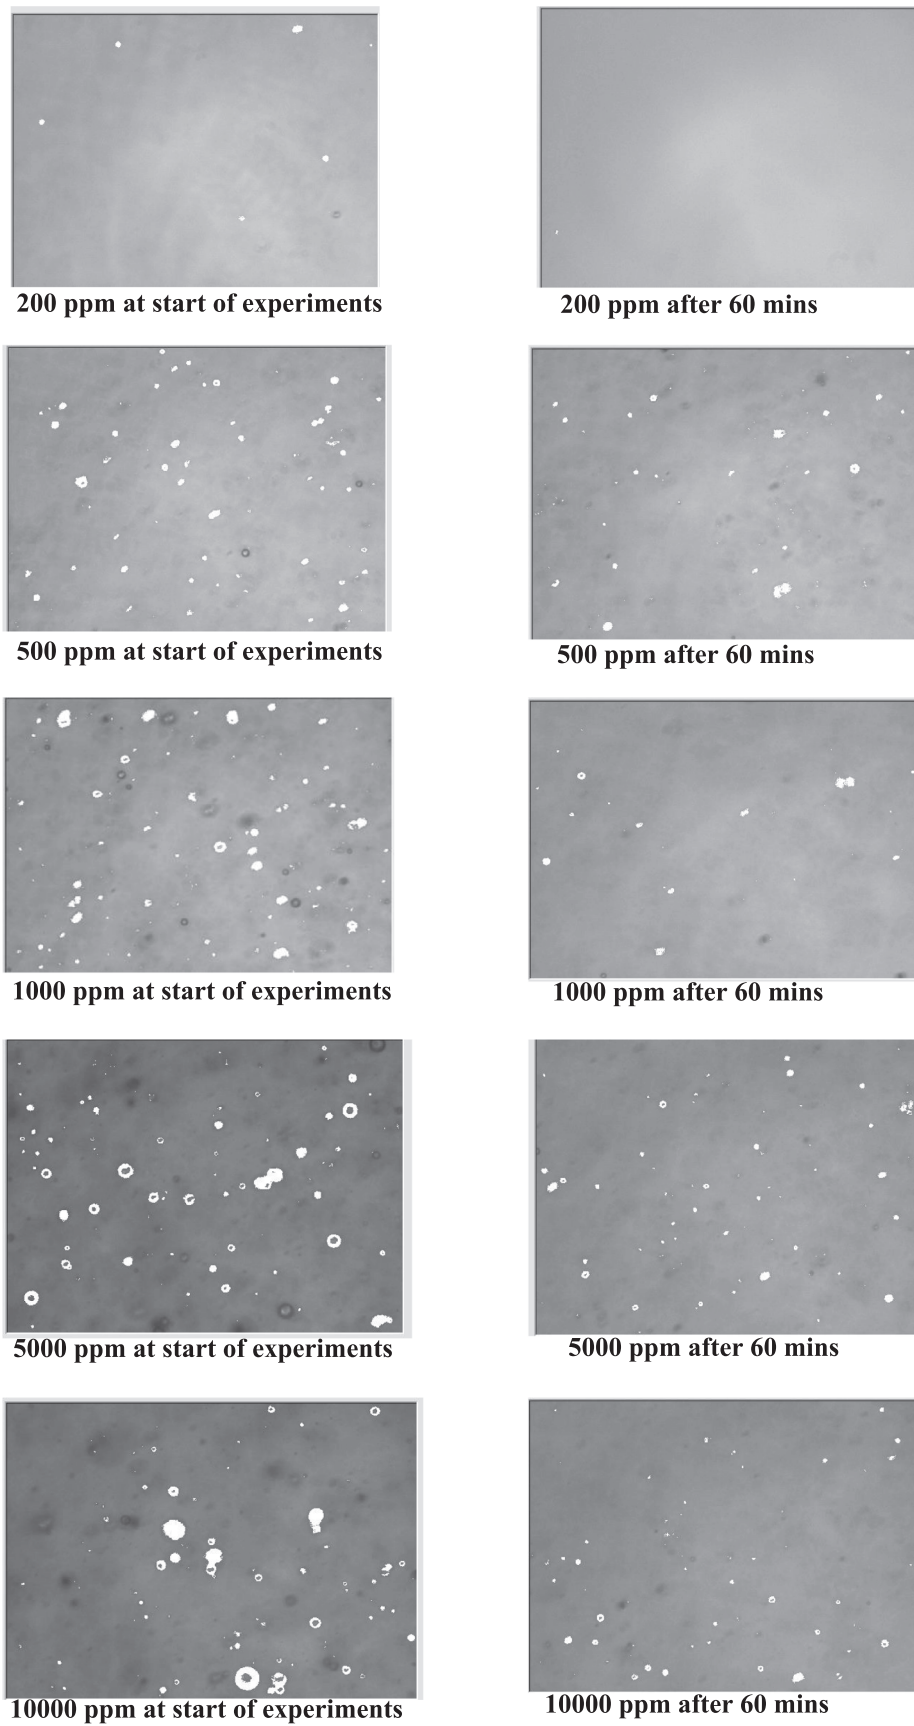 200 ppm at start of experiments
200 ppm after 60 mins
500 ppm at start of experiments
500 ppm after 60 mins
1000 ppm at start of experiments
1000 ppm after 60 mins
5000 ppm at start of experiments
5000 ppm after 60 mins
10000 ppm at start of experiments
10000 ppm after 60 mins